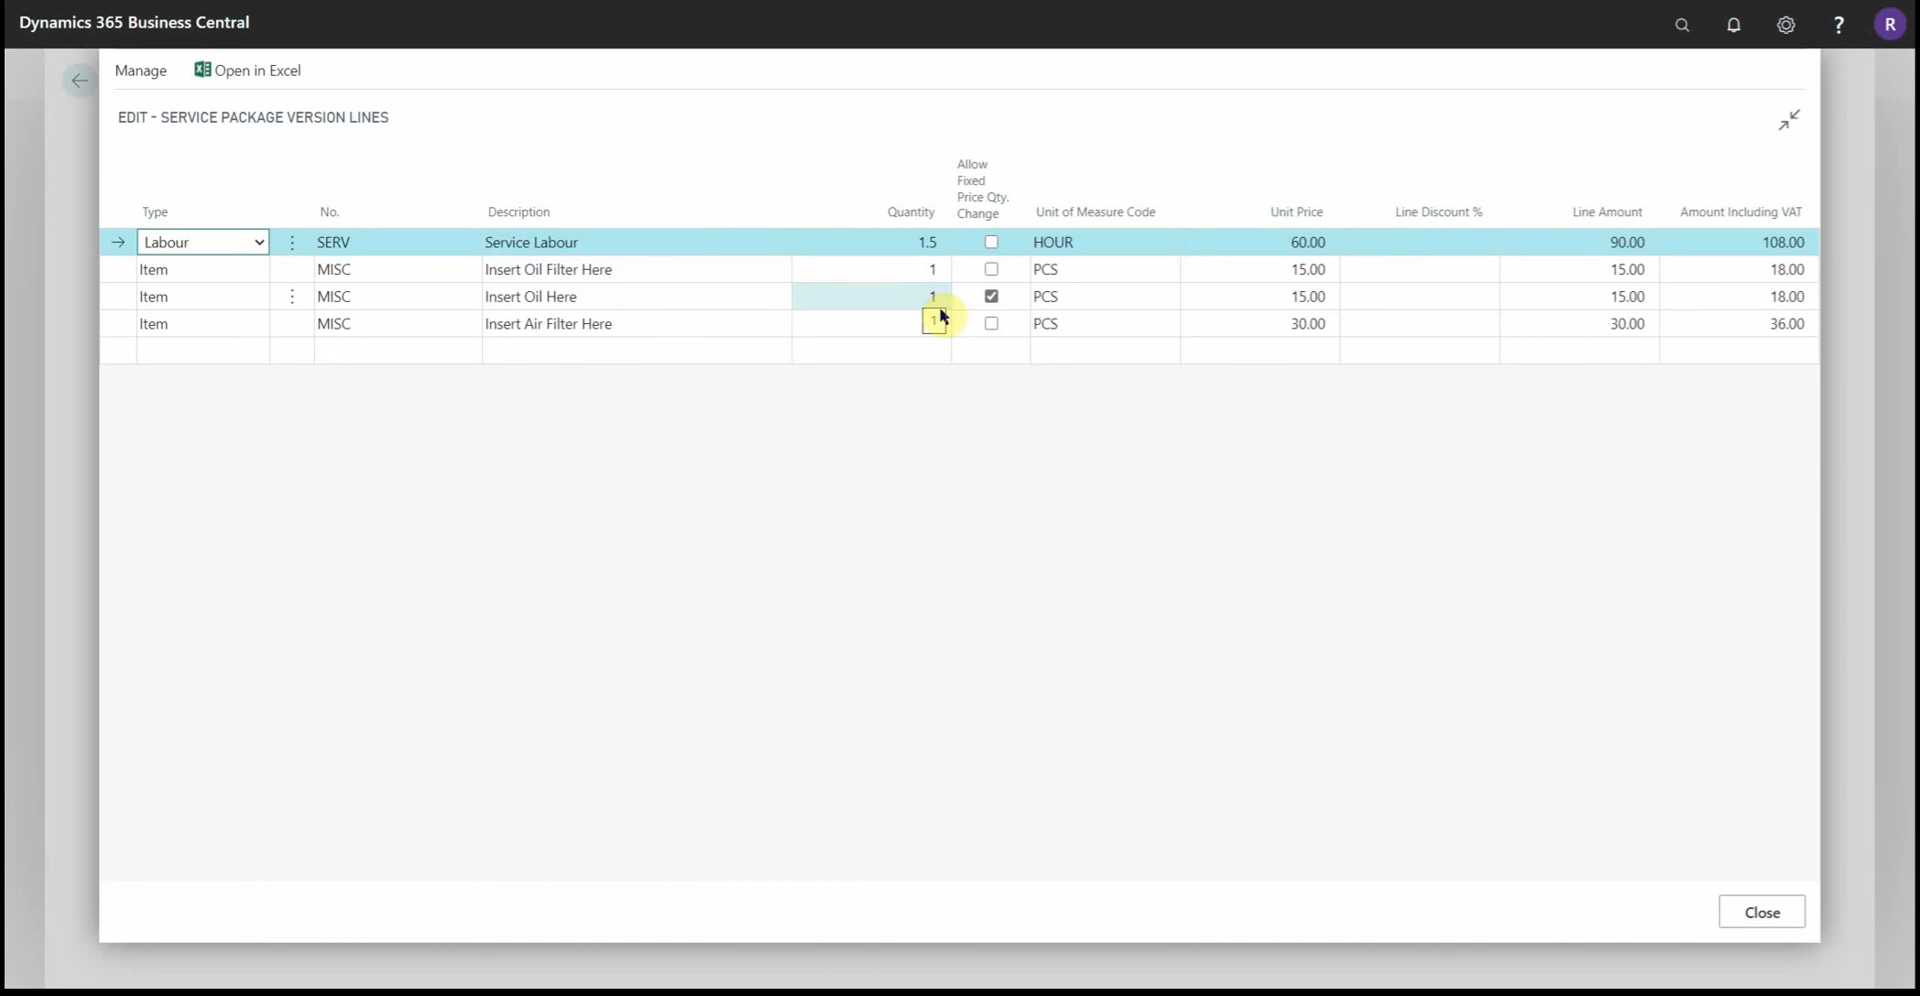 Dynamics 365 Business Central
R
Manage Open in Excel
EDIT - SERVICE PACKAGE VERSION LINES
Type No. Description Quantity Allow Fixed Price Qty. Change Unit of Measure Code Unit Price Line Discount % Line Amount Amount Including VAT
Labour SERV Service Labour 1.5 HOUR 60.00 90.00 108.00
Item MISC Insert Oil Filter Here 1 PCS 15.00 15.00 18.00
Item MISC Insert Oil Here 1 PCS 15.00 15.00 18.00
Item MISC Insert Air Filter Here 1 PCS 30.00 30.00 36.00
Close